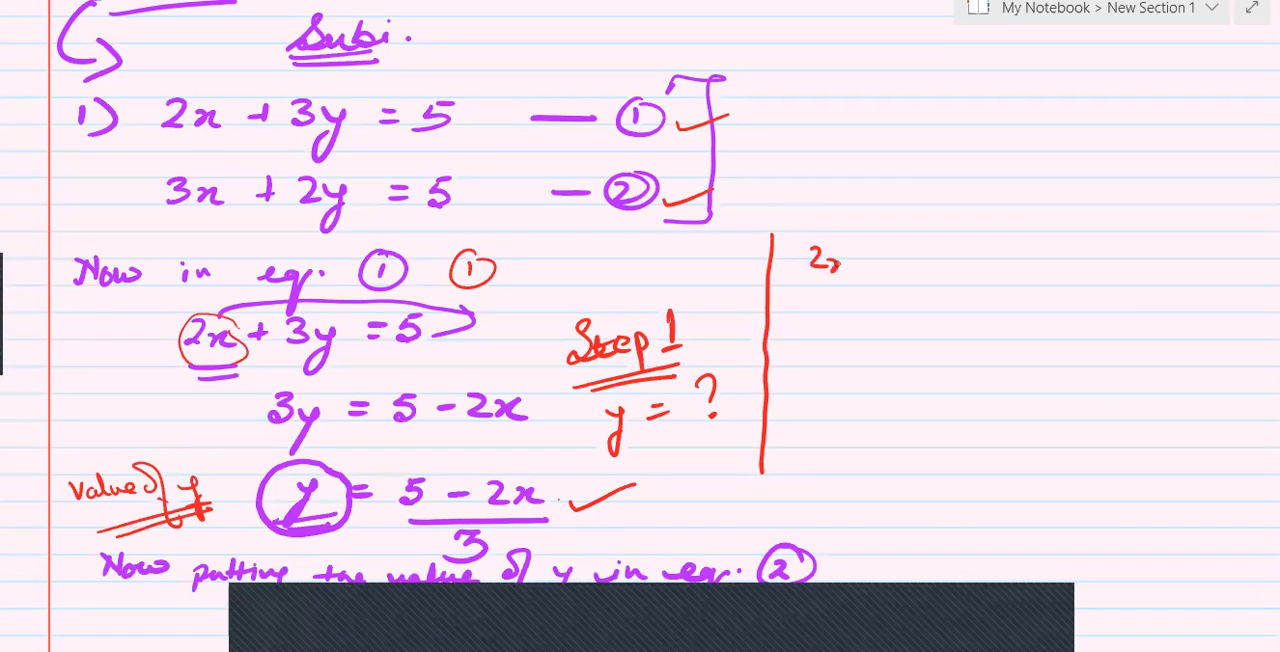 My Notebook > New Section 1
Subi.
1) 2x + 3y = 5 — ①
3x + 2y = 5 — ②
Now in eq. ① ①
2x + 3y = 5
3y = 5 - 2x
Step 1
y = ?
2x
Value of y
y = 5 - 2x
3
Now putting the value of y in eq. ②